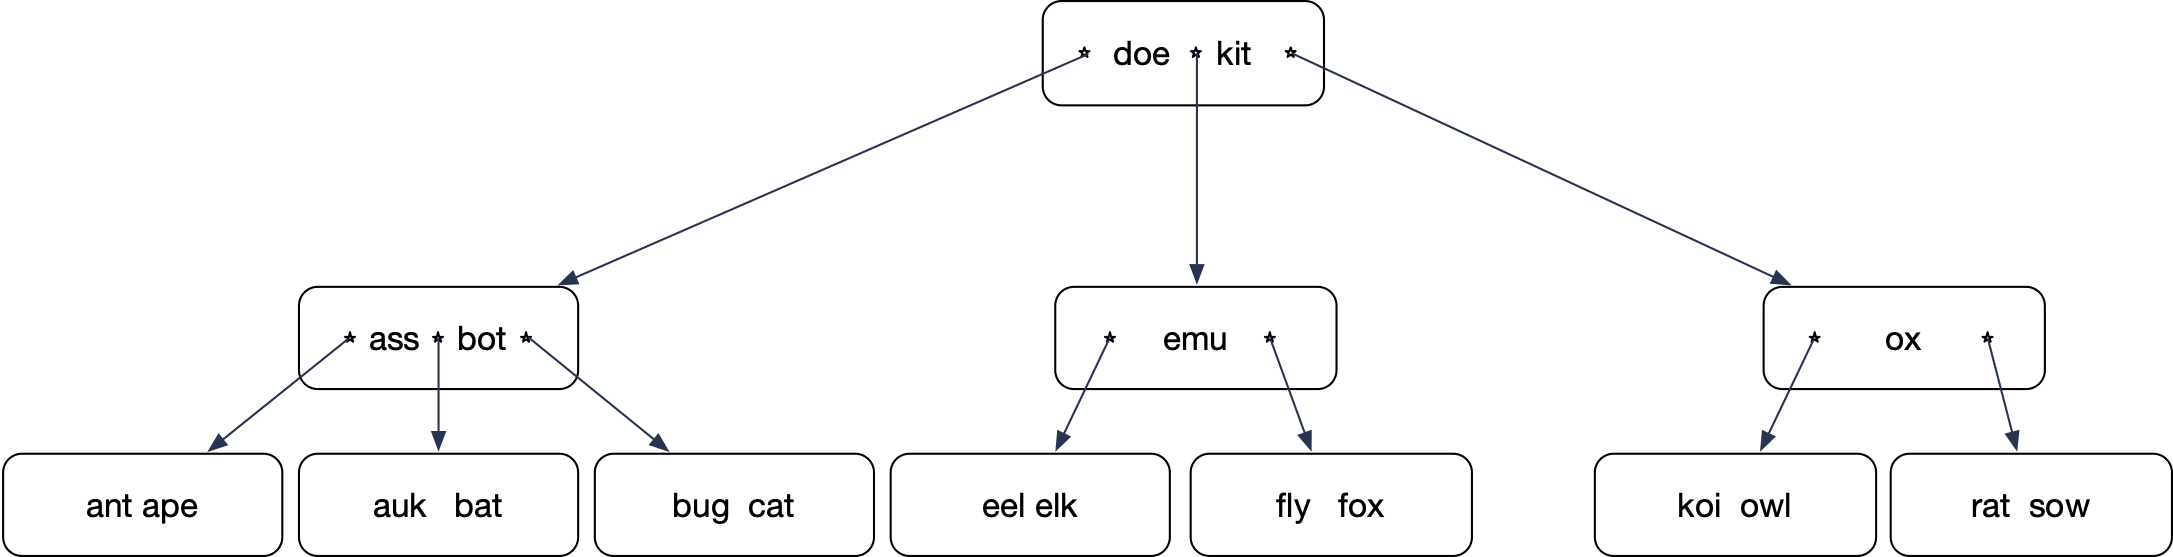 doe kit
ass bot
emu
ox
ant ape
auk bat
bug cat
eel elk
fly fox
koi owl
rat sow